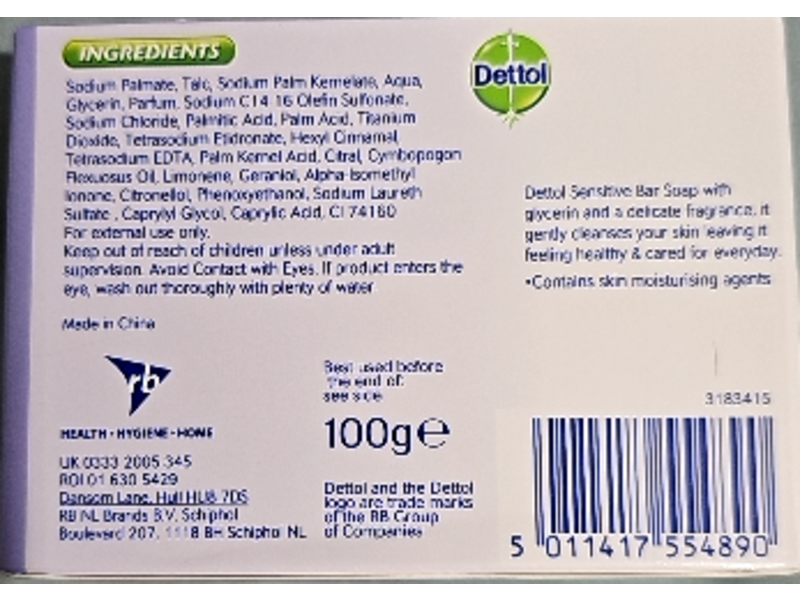 INGREDIENTS
Sodium Palmate, Talc, Sodium Palm Kernelate, Aqua,
Glycerin, Parfum, Sodium C14-16 Olefin Sulfonate,
Sodium Chloride, Palmitic Acid, Palm Acid, Titanium
Dioxide, Tetrasodium Etidronate, Hexyl Cinnamal,
Tetrasodium EDTA, Palm Kernel Acid, Citral, Cymbopogon
Flexuosus Oil, Limonene, Geraniol, Alpha-Isomethyl
Ionone, Citronellol, Phenoxyethanol, Sodium Laureth
Sulfate , Caprylyl Glycol, Caprylic Acid, CI 74160
For external use only.
Keep out of reach of children unless under adult
supervision. Avoid Contact with Eyes. If product enters the
eye, wash out thoroughly with plenty of water.
Made in China
rb
HEALTH • HYGIENE • HOME
UK 0333 2005 345
ROI 01 630 5429
Dansom Lane, Hull HU8 7DS
RB NL Brands B.V. Schiphol
Boulevard 207, 1118 BH Schiphol NL
Best used before
the end of:
see side
100g℮
Dettol and the Dettol
logo are trade marks
of the RB Group
of Companies
Dettol
Dettol Sensitive Bar Soap with
glycerin and a delicate fragrance. It
gently cleanses your skin leaving it
feeling healthy & cared for everyday.
•Contains skin moisturising agents
3183415
5 011417 554890